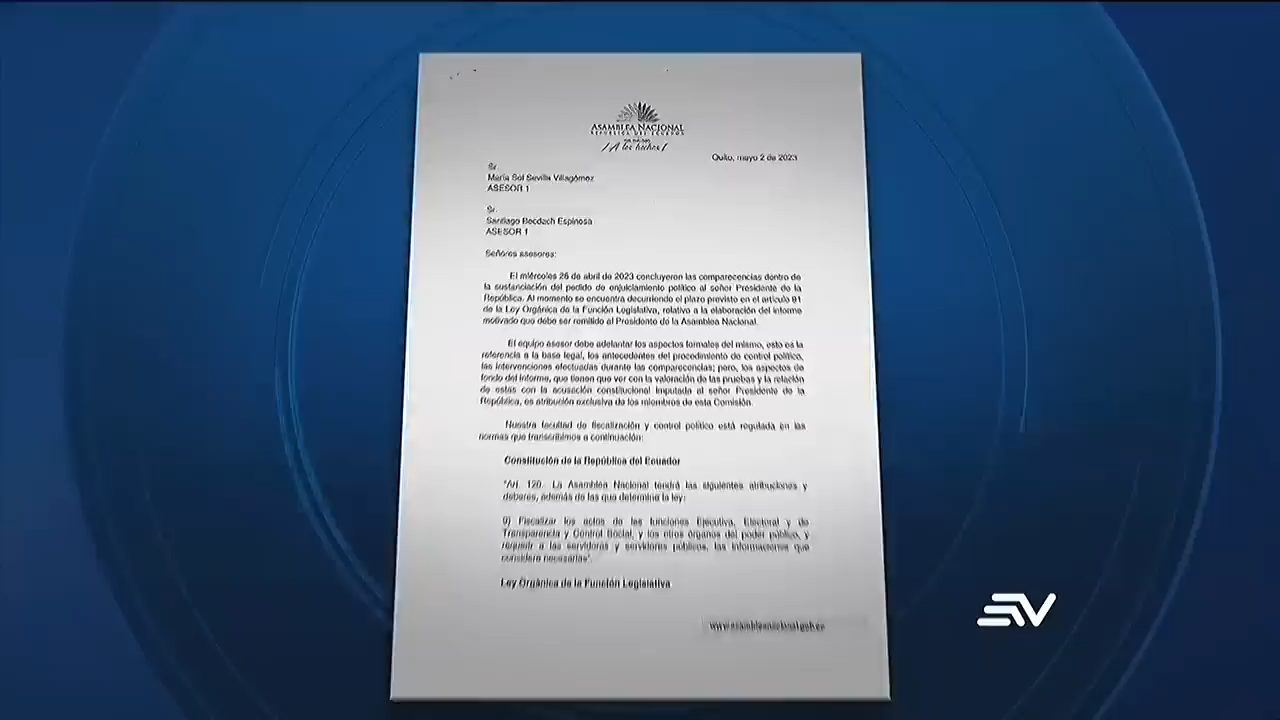 ASAMBLEA NACIONAL
REPÚBLICA DEL ECUADOR
¡A los hechos!
Quito, mayo 2 de 2023
Sr.
María Sol Sevilla Villagómez
ASESOR 1
Sr.
Santiago Becdach Espinosa
ASESOR 1
Señores asesores:
El miércoles 26 de abril de 2023 concluyeron las comparecencias dentro de
la sustanciación del pedido de enjuiciamiento político al señor Presidente de la
República. Al momento se encuentra decurriendo el plazo previsto en el artículo 91
de la Ley Orgánica de la Función Legislativa, relativo a la elaboración del informe
motivado que debe ser remitido al Presidente de la Asamblea Nacional.
El equipo asesor debe adelantar los aspectos formales del mismo, esto es la
referencia a la base legal, los antecedentes del procedimiento de control político,
las intervenciones efectuadas durante las comparecencias; pero, los aspectos de
fondo del informe, que tienen que ver con la valoración de las pruebas y la relación
de estas con la acusación constitucional imputada al señor Presidente de la
República, es atribución exclusiva de los miembros de esta Comisión.
Nuestra facultad de fiscalización y control político está regulada en las
normas que transcribimos a continuación:
Constitución de la República del Ecuador
"Art. 120. La Asamblea Nacional tendrá las siguientes atribuciones y
deberes, además de las que determine la ley:
9) Fiscalizar los actos de las funciones Ejecutiva, Electoral y de
Transparencia y Control Social, y los otros órganos del poder público, y
requerir a las servidoras y servidores públicos, las informaciones que
considere necesarias".
Ley Orgánica de la Función Legislativa
www.asambleanacional.gob.ec